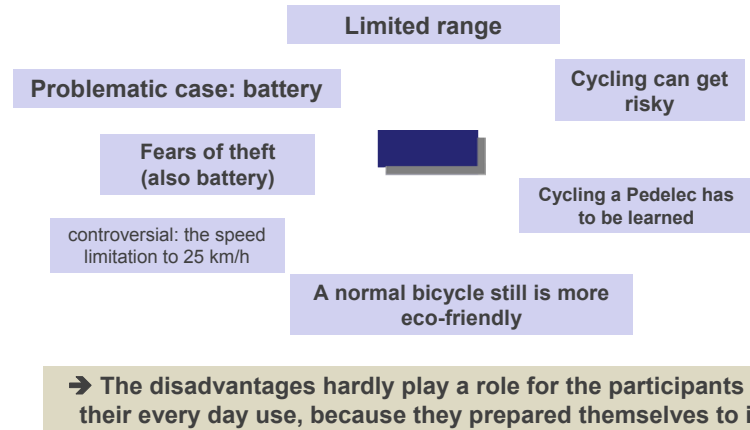 Limited range
Problematic case: battery
Cycling can get
risky
Fears of theft
(also battery)
Cycling a Pedelec has
to be learned
controversial: the speed
limitation to 25 km/h
A normal bicycle still is more
eco-friendly
➔ The disadvantages hardly play a role for the participants
their every day use, because they prepared themselves to